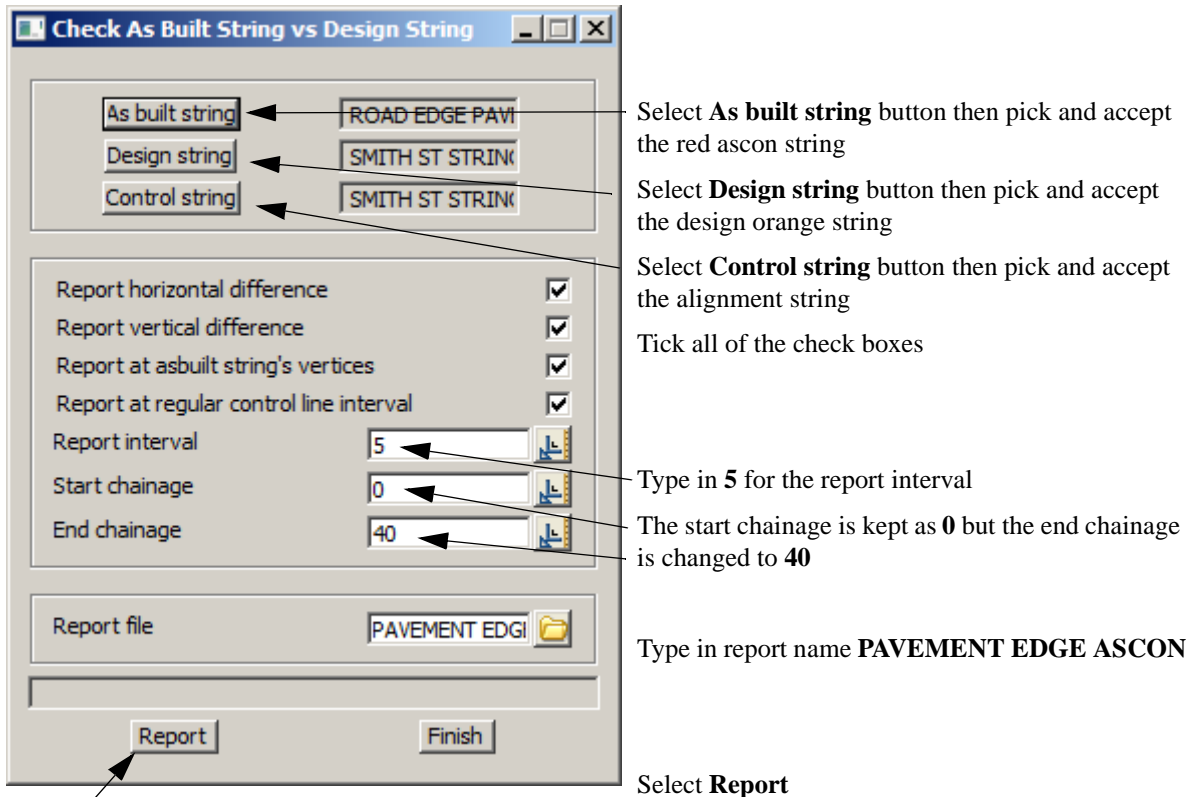 Check As Built String vs Design String
As built string
ROAD EDGE PAVI
Select As built string button then pick and accept
the red ascon string
Design string
SMITH ST STRIN
Select Design string button then pick and accept
the design orange string
Control string
SMITH ST STRIN
Select Control string button then pick and accept
the alignment string
Report horizontal difference
Report vertical difference
Tick all of the check boxes
Report at asbuilt string's vertices
Report at regular control line interval
Report interval
5
Type in 5 for the report interval
Start chainage
0
The start chainage is kept as 0 but the end chainage
is changed to 40
End chainage
40
Report file
PAVEMENT EDGI
Type in report name PAVEMENT EDGE ASCON
Report
Finish
Select Report